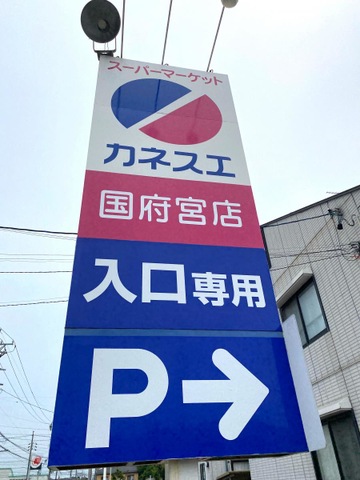 スーパーマーケット
カネスエ
国府宮店
入口専用
P→